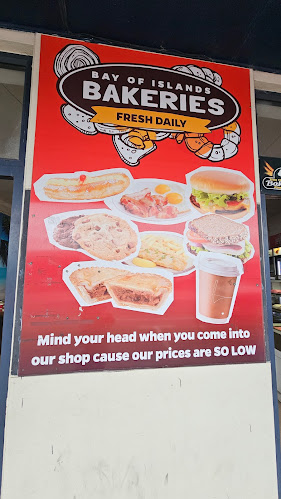 BAY OF ISLANDS
BAKERIES
FRESH DAILY
Mind your head when you come into
our shop cause our prices are SO LOW